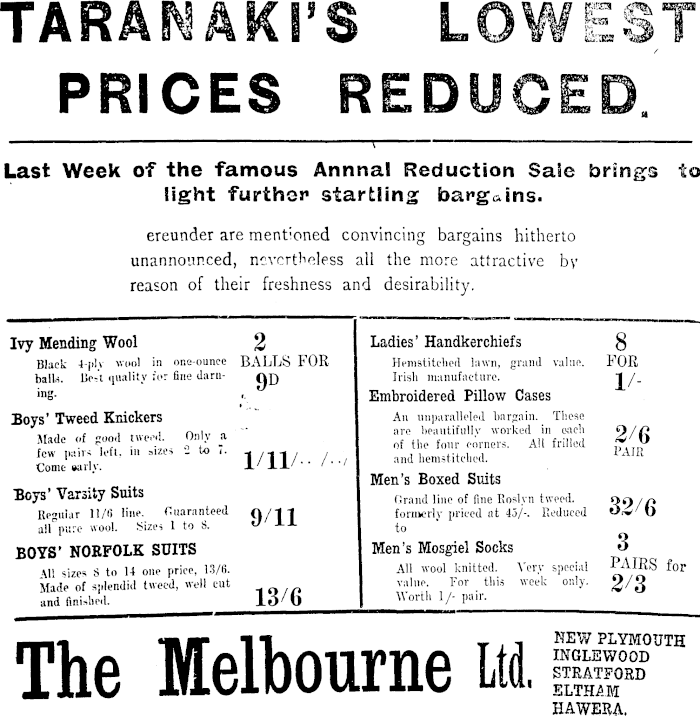 TARANAKI'S LOWEST
PRICES REDUCED.
Last Week of the famous Annnal Reduction Sale brings to
light further startling bargains.
ereunder are mentioned convincing bargains hitherto
unannounced, nevertheless all the more attractive by
reason of their freshness and desirability.
Ivy Mending Wool
Black 4-ply wool in one-ounce
balls. Best quality for fine darn-
ing.
2
BALLS FOR
9D
Boys' Tweed Knickers
Made of good tweed. Only a
few pairs left, in sizes 2 to 7.
Come early.
1/11
Boys' Varsity Suits
Regular 11/6 line. Guaranteed
all pure wool. Sizes 1 to 8.
9/11
BOYS' NORFOLK SUITS
All sizes 8 to 14 one price, 13/6.
Made of splendid tweed, well cut
and finished.
13/6
Ladies' Handkerchiefs
Hemstitched lawn, grand value.
Irish manufacture.
8
FOR
1/-
Embroidered Pillow Cases
An unparalleled bargain. These
are beautifully worked in each
of the four corners. All frilled
and hemstitched.
2/6
PAIR
Men's Boxed Suits
Grand line of fine Roslyn tweed.
formerly priced at 45/-. Reduced
to
32/6
Men's Mosgiel Socks
All wool knitted. Very special
value. For this week only.
Worth 1/- pair.
3
PAIRS for
2/3
The Melbourne Ltd.
NEW PLYMOUTH
INGLEWOOD
STRATFORD
ELTHAM
HAWERA.